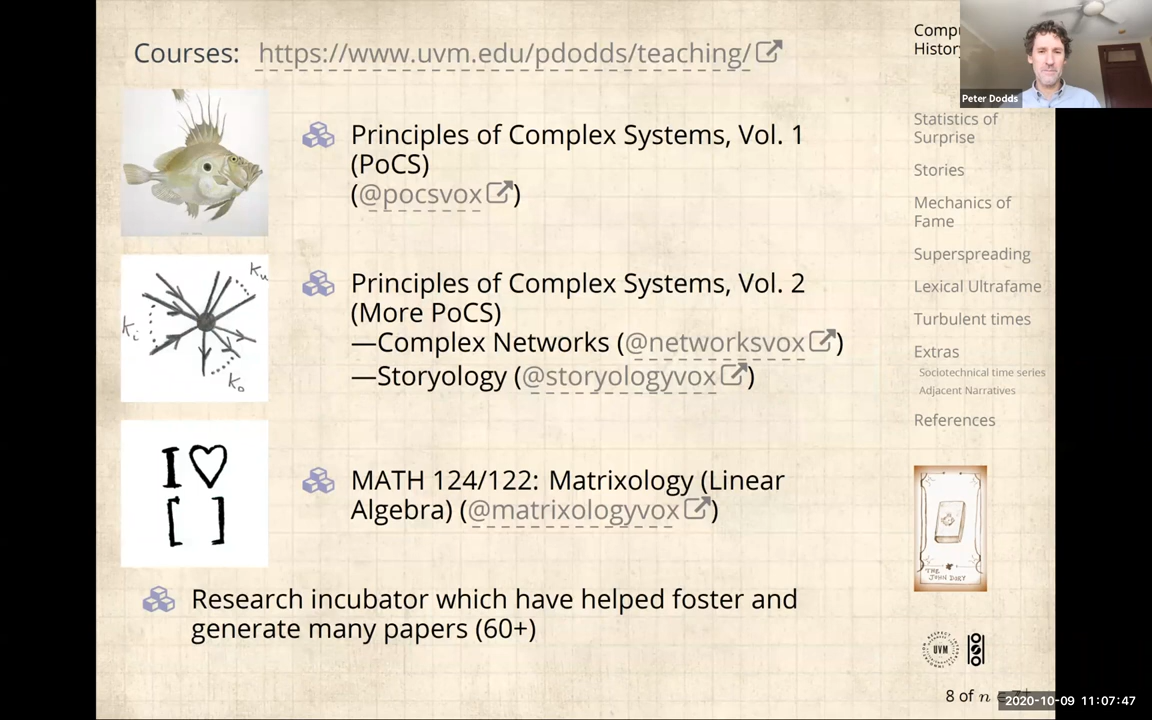 Courses: https://www.uvm.edu/pdodds/teaching/
Principles of Complex Systems, Vol. 1
(PoCS)
(@pocsvox)
Principles of Complex Systems, Vol. 2
(More PoCS)
—Complex Networks (@networksvox)
—Storyology (@storyologyvox)
MATH 124/122: Matrixology (Linear
Algebra) (@matrixologyvox)
Research incubator which have helped foster and
generate many papers (60+)
Ki
Ku
Ko
I ♡
[ ]
Peter Dodds
Statistics of
Surprise
Stories
Mechanics of
Fame
Superspreading
Lexical Ultrafame
Turbulent times
Extras
Sociotechnical time series
Adjacent Narratives
References
THE
JOHN DORY
UVM
8 of n
2020-10-09 11:07:47